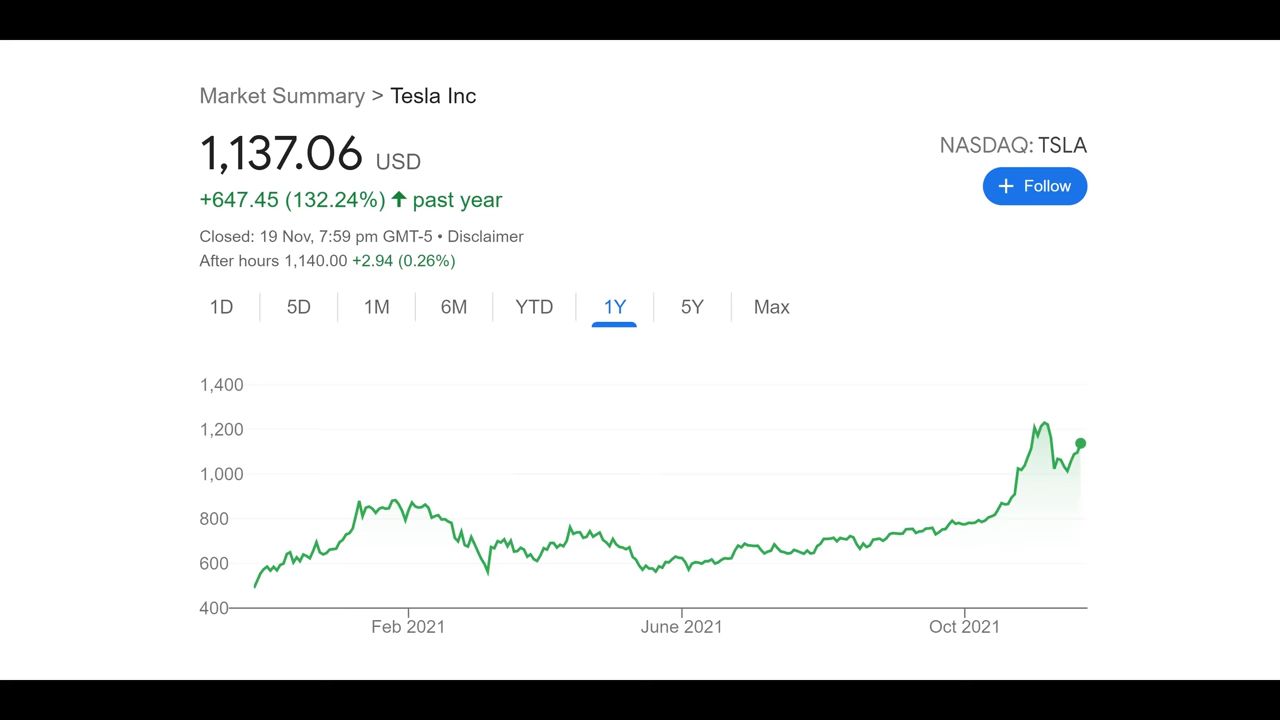 Market Summary > Tesla Inc
1,137.06 USD
NASDAQ: TSLA
+ Follow
+647.45 (132.24%) ↑ past year
Closed: 19 Nov, 7:59 pm GMT-5 • Disclaimer
After hours 1,140.00 +2.94 (0.26%)
1D 5D 1M 6M YTD 1Y 5Y Max
1,400
1,200
1,000
800
600
400
Feb 2021 June 2021 Oct 2021